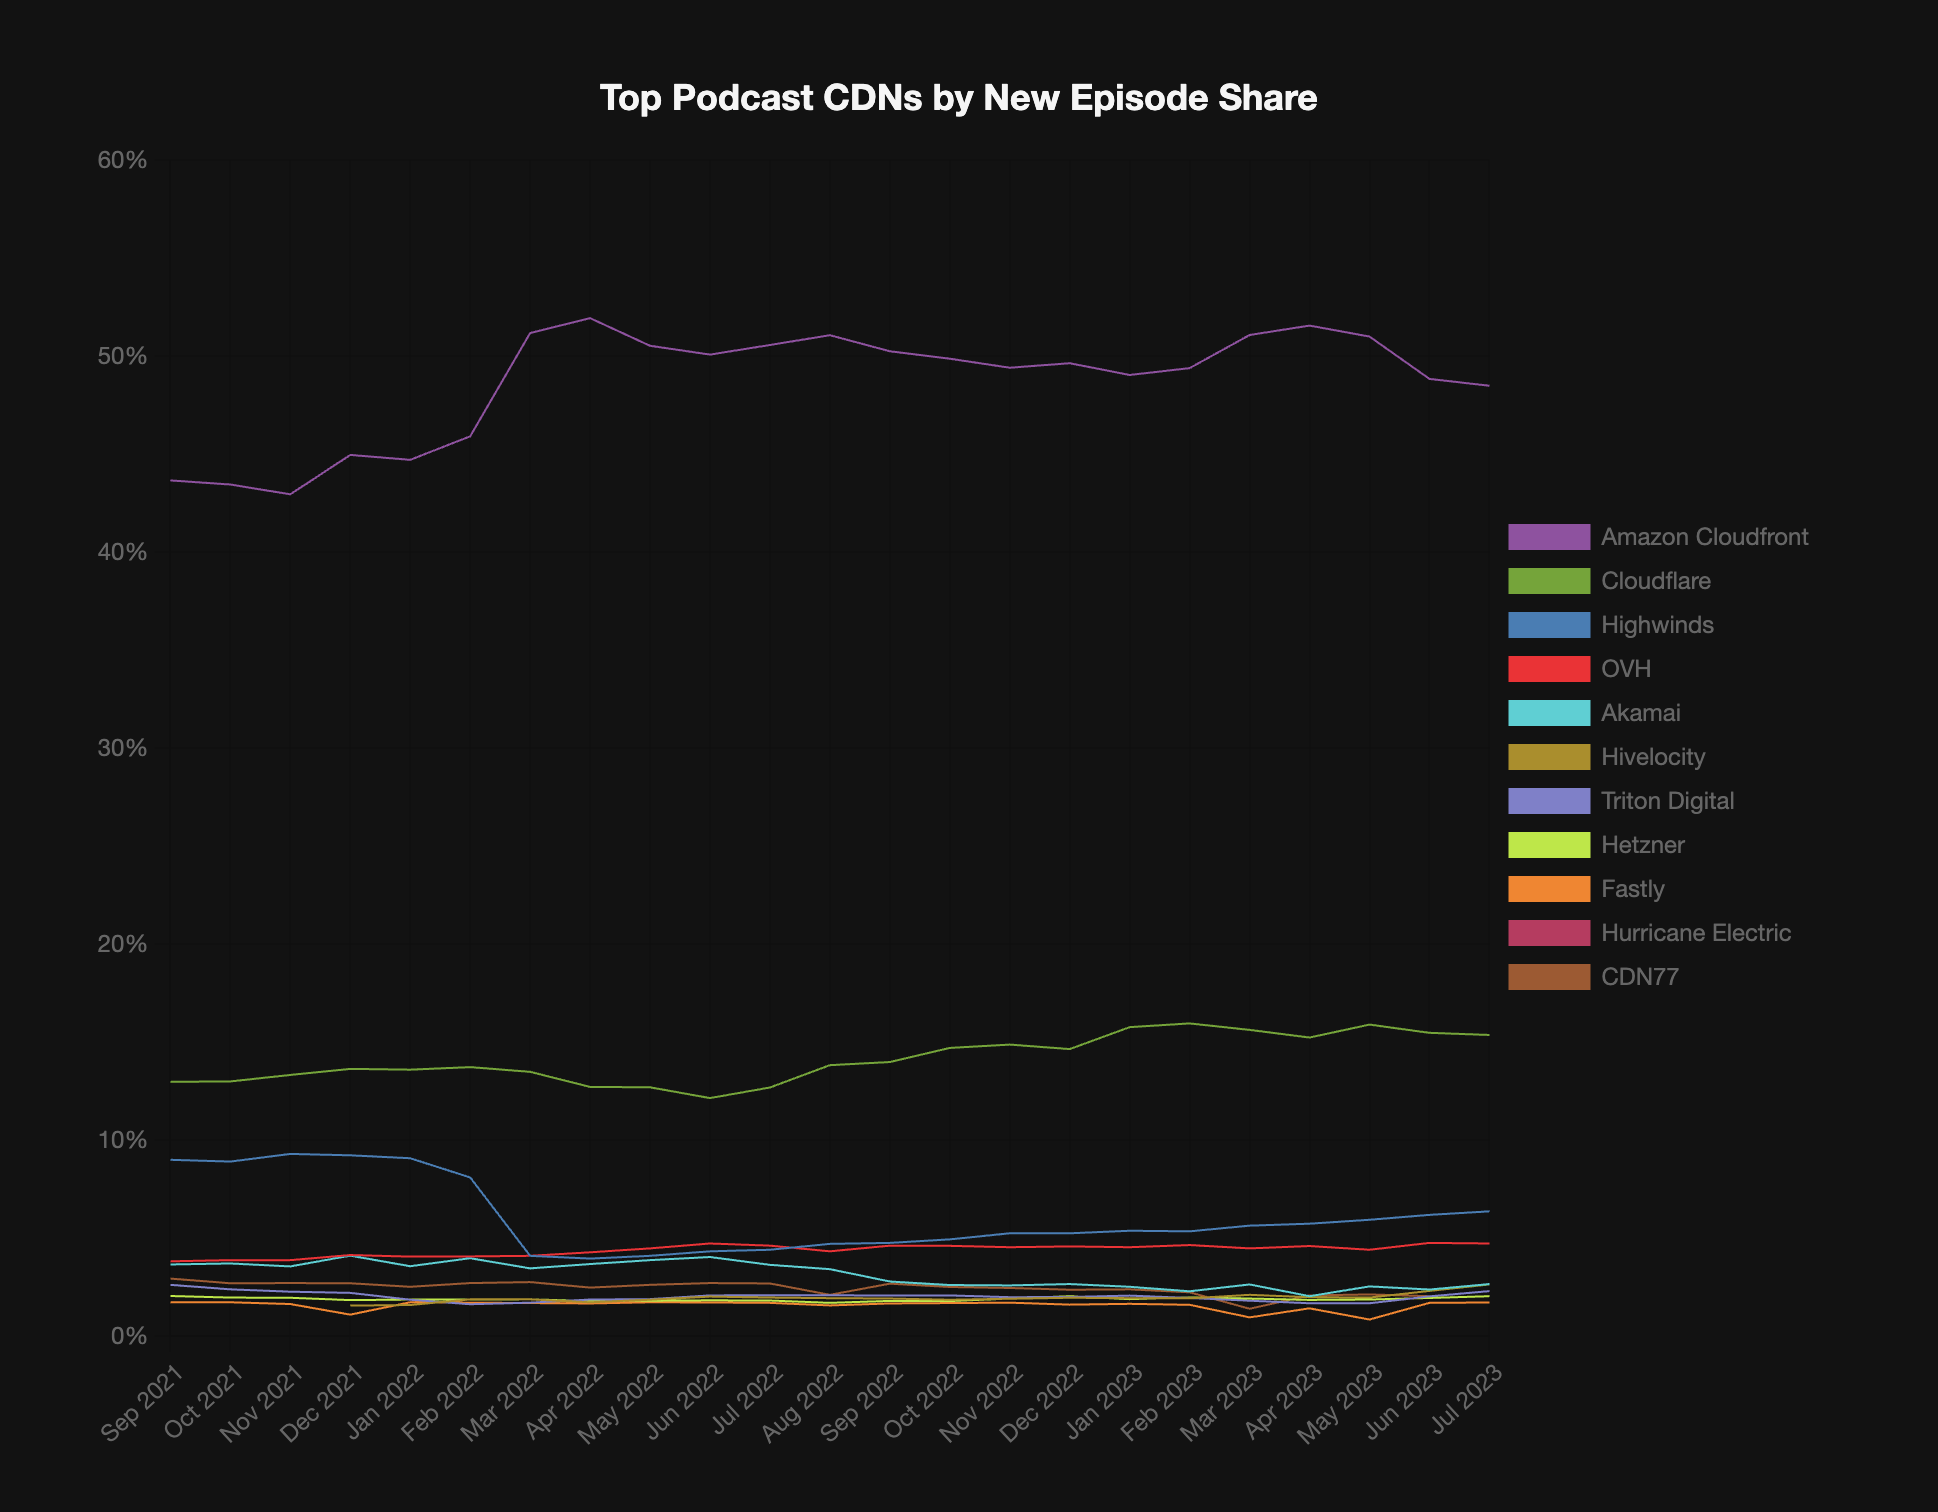 Top Podcast CDNs by New Episode Share
60%
50%
40%
30%
20%
10%
0%
Amazon Cloudfront
Cloudflare
Highwinds
OVH
Akamai
Hivelocity
Triton Digital
Hetzner
Fastly
Hurricane Electric
CDN77
Sep 2021
Oct 2021
Nov 2021
Dec 2021
Jan 2022
Feb 2022
Mar 2022
Apr 2022
May 2022
Jun 2022
Jul 2022
Aug 2022
Sep 2022
Oct 2022
Nov 2022
Dec 2022
Jan 2023
Feb 2023
Mar 2023
Apr 2023
May 2023
Jun 2023
Jul 2023